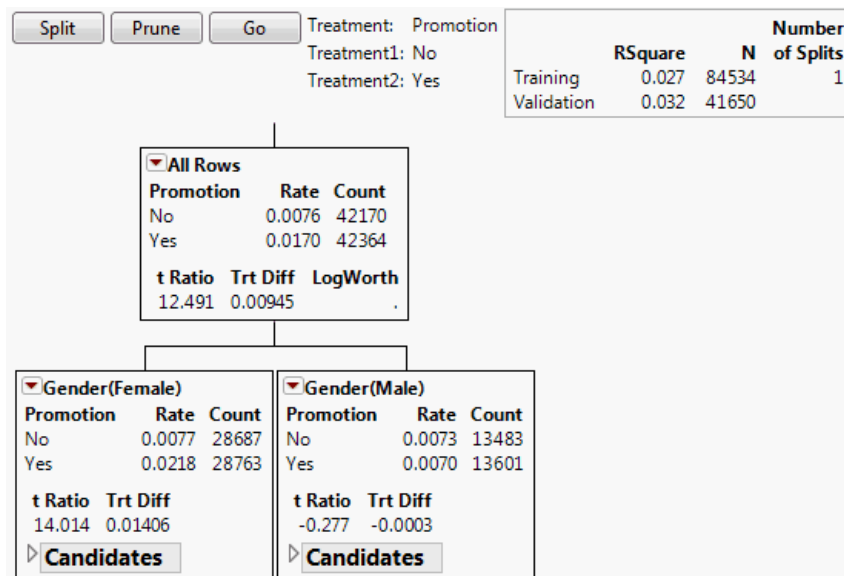 Split Prune Go
Treatment: Promotion
Treatment1: No
Treatment2: Yes
RSquare N Number of Splits
Training 0.027 84534 1
Validation 0.032 41650
All Rows
Promotion Rate Count
No 0.0076 42170
Yes 0.0170 42364
t Ratio Trt Diff LogWorth
12.491 0.00945 .
Gender(Female)
Promotion Rate Count
No 0.0077 28687
Yes 0.0218 28763
t Ratio Trt Diff
14.014 0.01406
Candidates
Gender(Male)
Promotion Rate Count
No 0.0073 13483
Yes 0.0070 13601
t Ratio Trt Diff
-0.277 -0.0003
Candidates